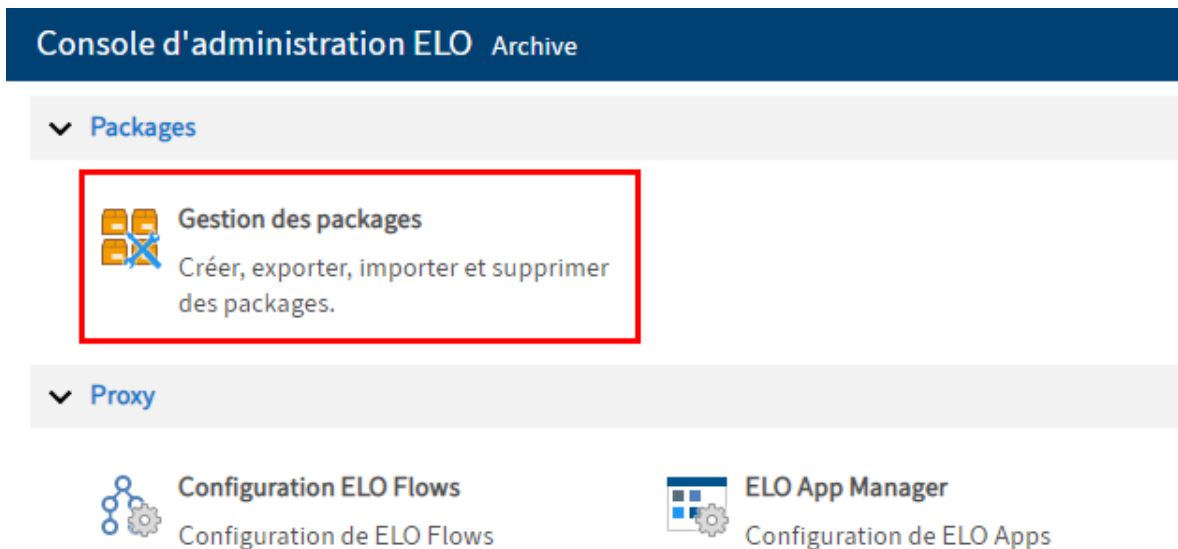 Console d'administration ELO Archive
Packages
Gestion des packages
Créer, exporter, importer et supprimer
des packages.
Proxy
Configuration ELO Flows
ELO App Manager
Configuration de ELO Flows
Configuration de ELO Apps